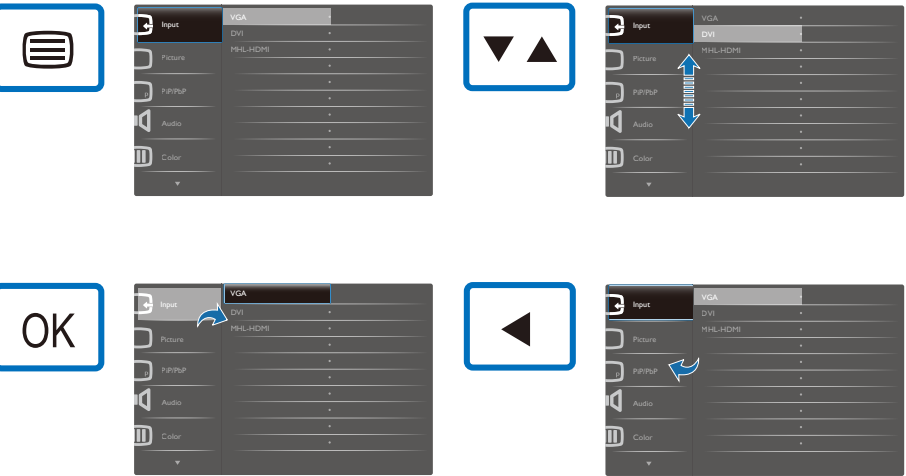 Input
VGA
DVI
MHL-HDMI
Picture
PiP/PbP
Audio
Color
Input
VGA
DVI
MHL-HDMI
Picture
P
PiP/PbP
Audio
Color
OK
Input
VGA
DVI
MHL-HDMI
Picture
P
PiP/PbP
Audio
Color
Input
VGA
DVI
MHL-HDMI
Picture
P
PiP/PbP
Audio
Color